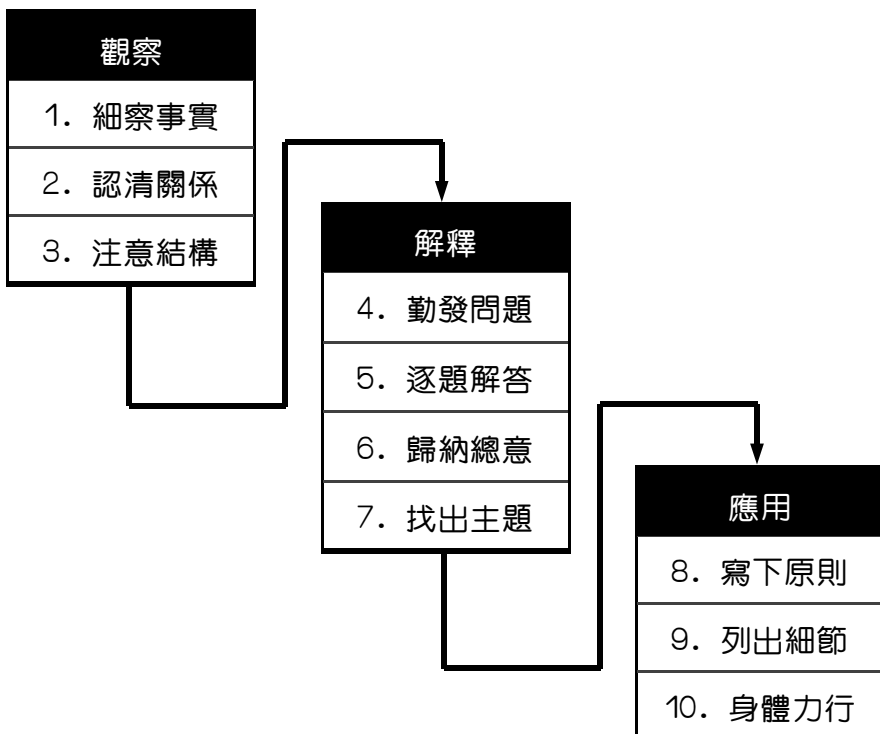 觀察
1. 細察事實
2. 認清關係
3. 注意結構
解釋
4. 勤發問題
5. 逐題解答
6. 歸納總意
7. 找出主題
應用
8. 寫下原則
9. 列出細節
10. 身體力行